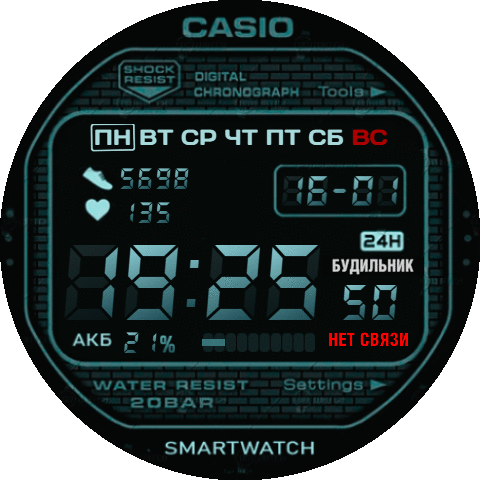 CASIO
SHOCK
RESIST
DIGITAL
CHRONOGRAPH Tools
ПН ВТ СР ЧТ ПТ СБ ВС
5698
16-01
135
24H
19:25
БУДИЛЬНИК
50
АКБ 21%
НЕТ СВЯЗИ
WATER RESIST Settings
20BAR
SMARTWATCH